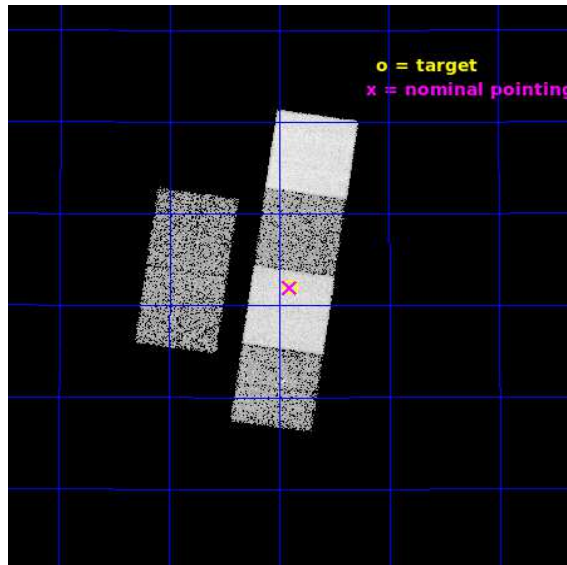 o = target
x = nominal pointing